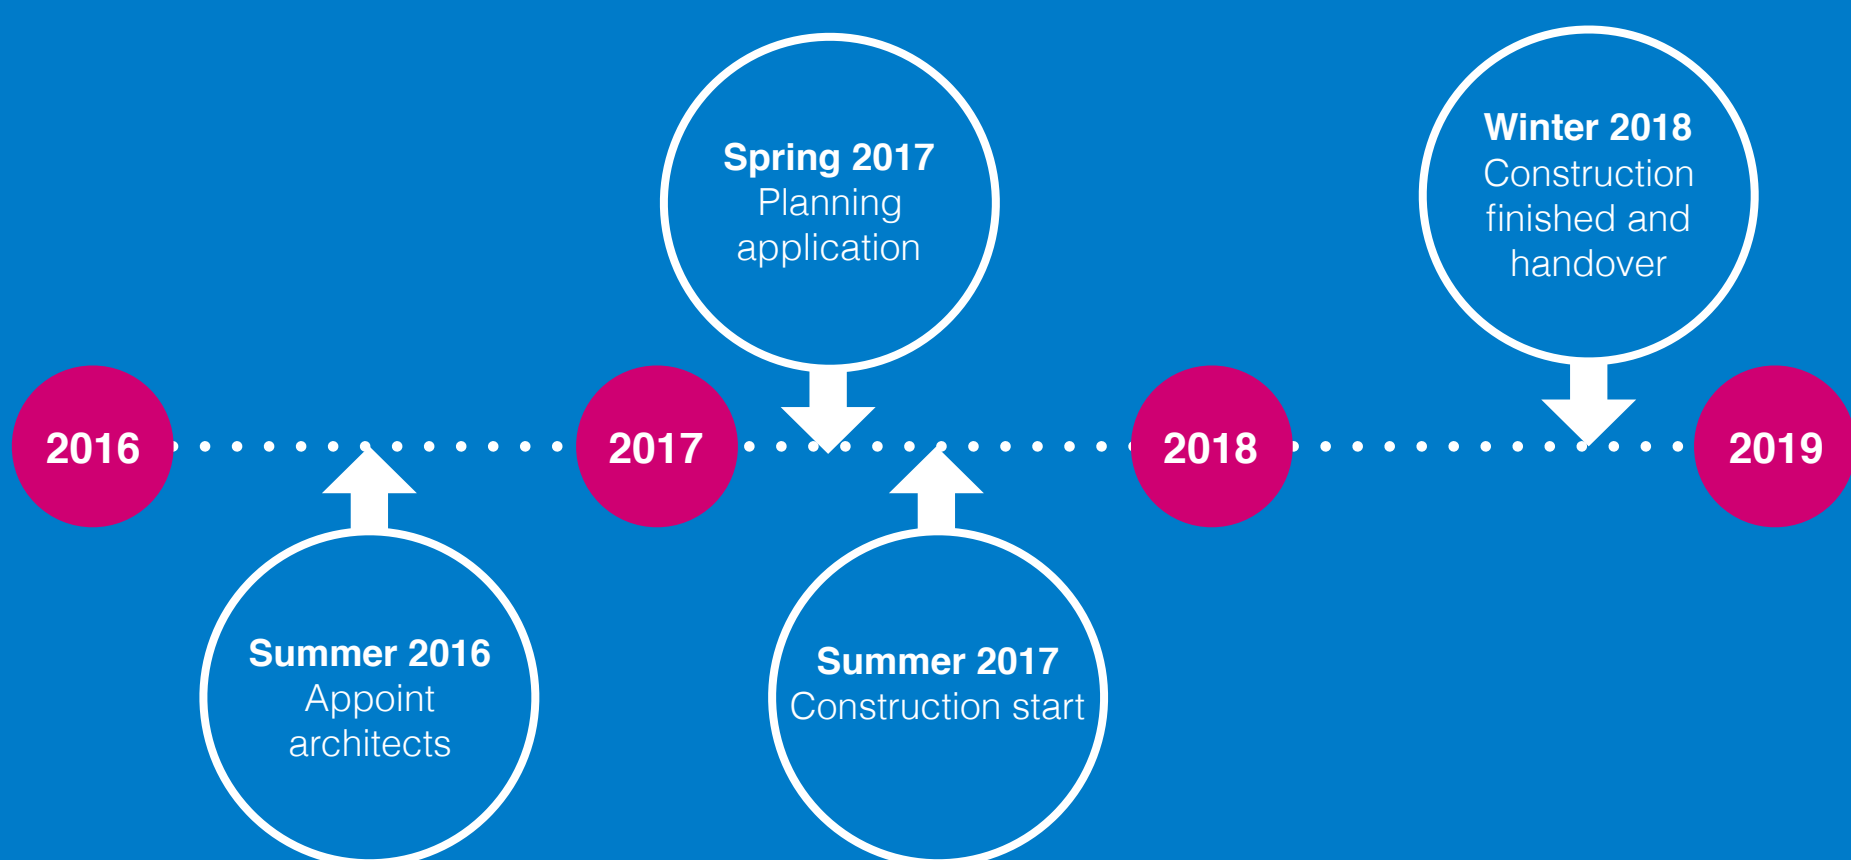 Spring 2017
Planning
application
Winter 2018
Construction
finished and
handover
2016
2017
2018
2019
Summer 2016
Appoint
architects
Summer 2017
Construction start